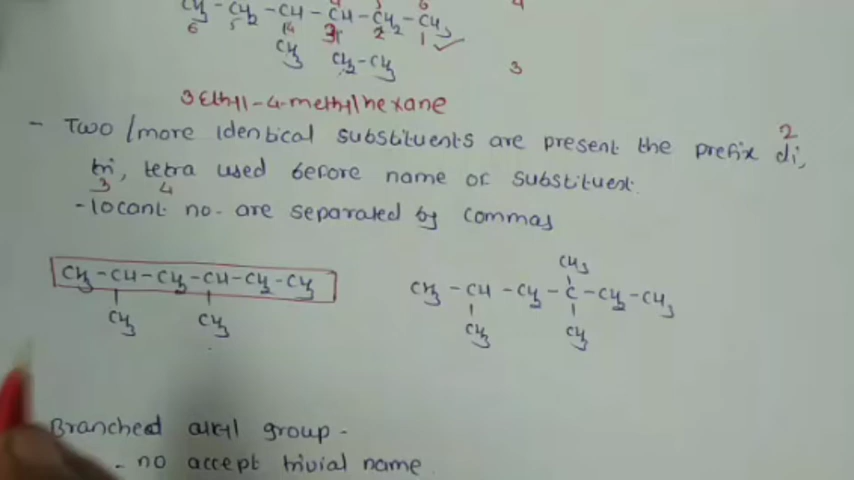 CH3-CH2-CH-CH-CH2-CH3
6 5 14 3 2 1
CH3 CH2-CH3
3
3Ethyl-4-methylhexane
- Two /more identical substituents are present the prefix di, 2
tri, tetra used before name of substituent.
3 4
-locant no. are separated by commas
CH3-CH-CH2-CH-CH2-CH3
CH3 CH3
CH3
CH3-CH-CH2-C-CH2-CH3
CH3 CH3
Branched alkyl group-
- no accept trivial name